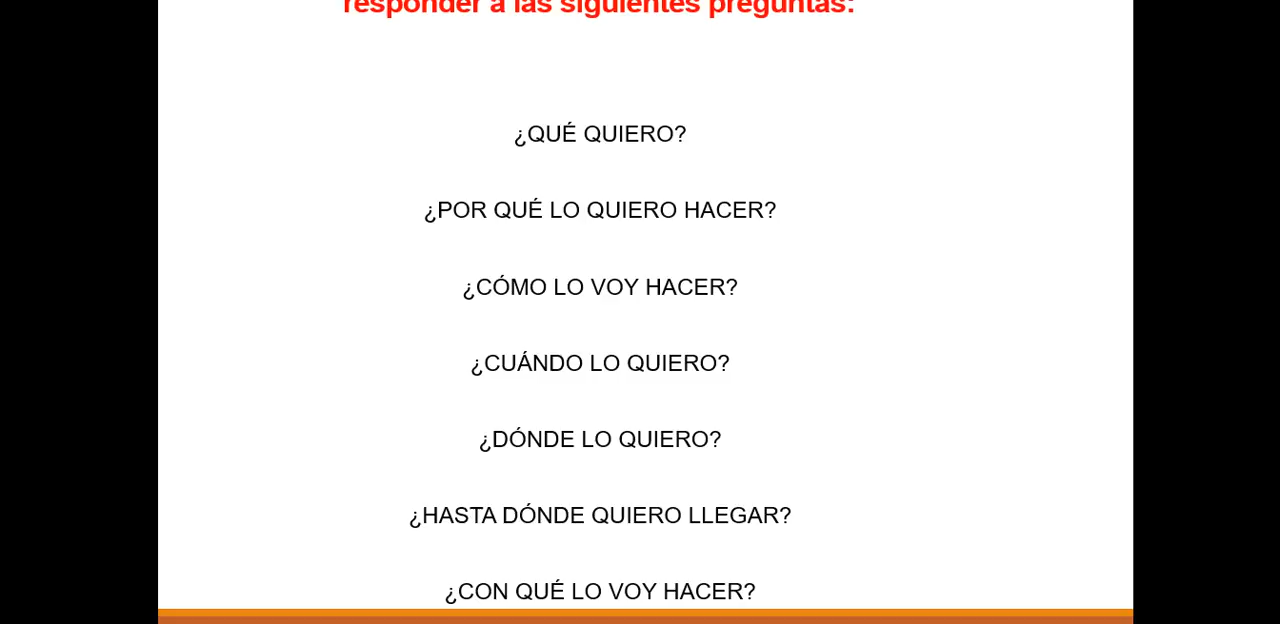 responder a las siguientes preguntas:
¿QUÉ QUIERO?
¿POR QUÉ LO QUIERO HACER?
¿CÓMO LO VOY HACER?
¿CUÁNDO LO QUIERO?
¿DÓNDE LO QUIERO?
¿HASTA DÓNDE QUIERO LLEGAR?
¿CON QUÉ LO VOY HACER?